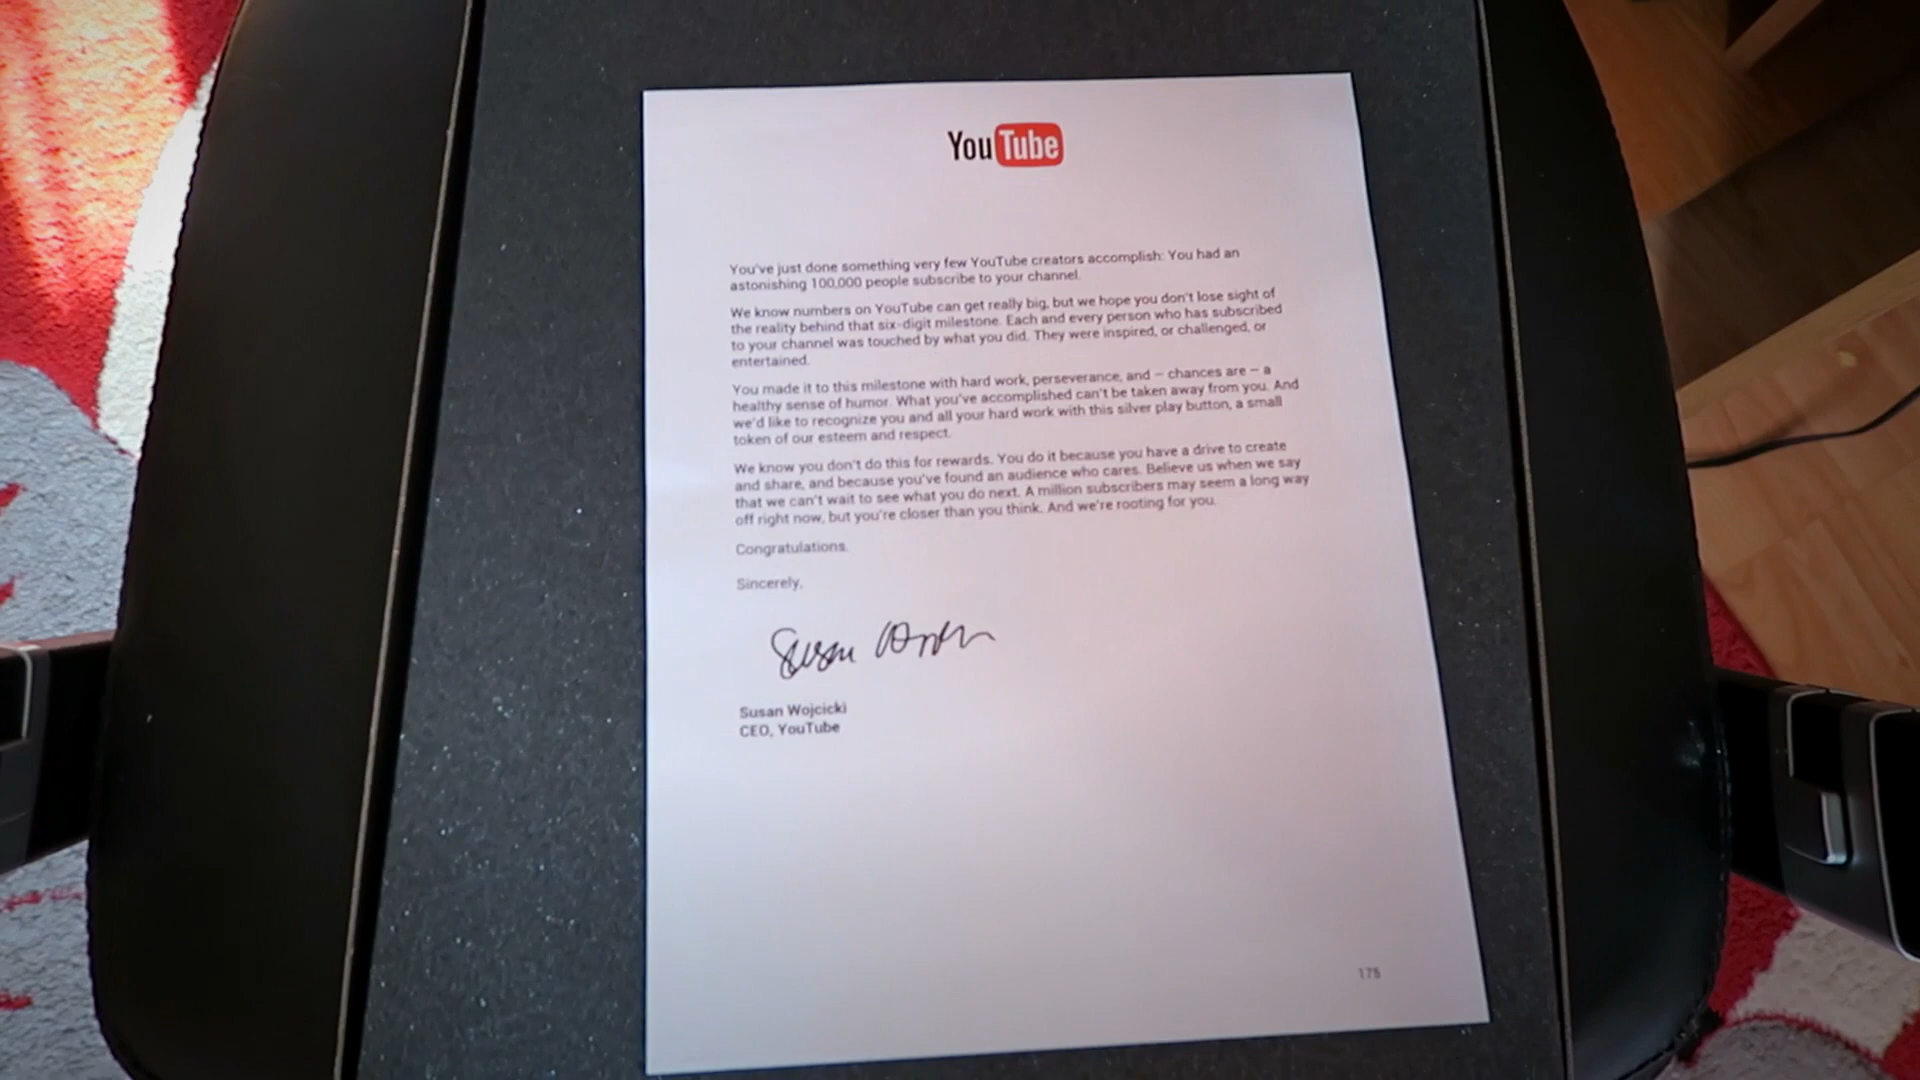 YouTube
You've just done something very few YouTube creators accomplish: You had an
astonishing 100,000 people subscribe to your channel.
We know numbers on YouTube can get really big, but we hope you don't lose sight of
the reality behind that six-digit milestone. Each and every person who has subscribed
to your channel was touched by what you did. They were inspired, or challenged, or
entertained.
You made it to this milestone with hard work, perseverance, and – chances are – a
healthy sense of humor. What you've accomplished can't be taken away from you. And
we'd like to recognize you and all your hard work with this silver play button, a small
token of our esteem and respect.
We know you don't do this for rewards. You do it because you have a drive to create
and share, and because you've found an audience who cares. Believe us when we say
that we can't wait to see what you do next. A million subscribers may seem a long way
off right now, but you're closer than you think. And we're rooting for you.
Congratulations.
Sincerely,
Susan
Susan Wojcicki
CEO, YouTube
175